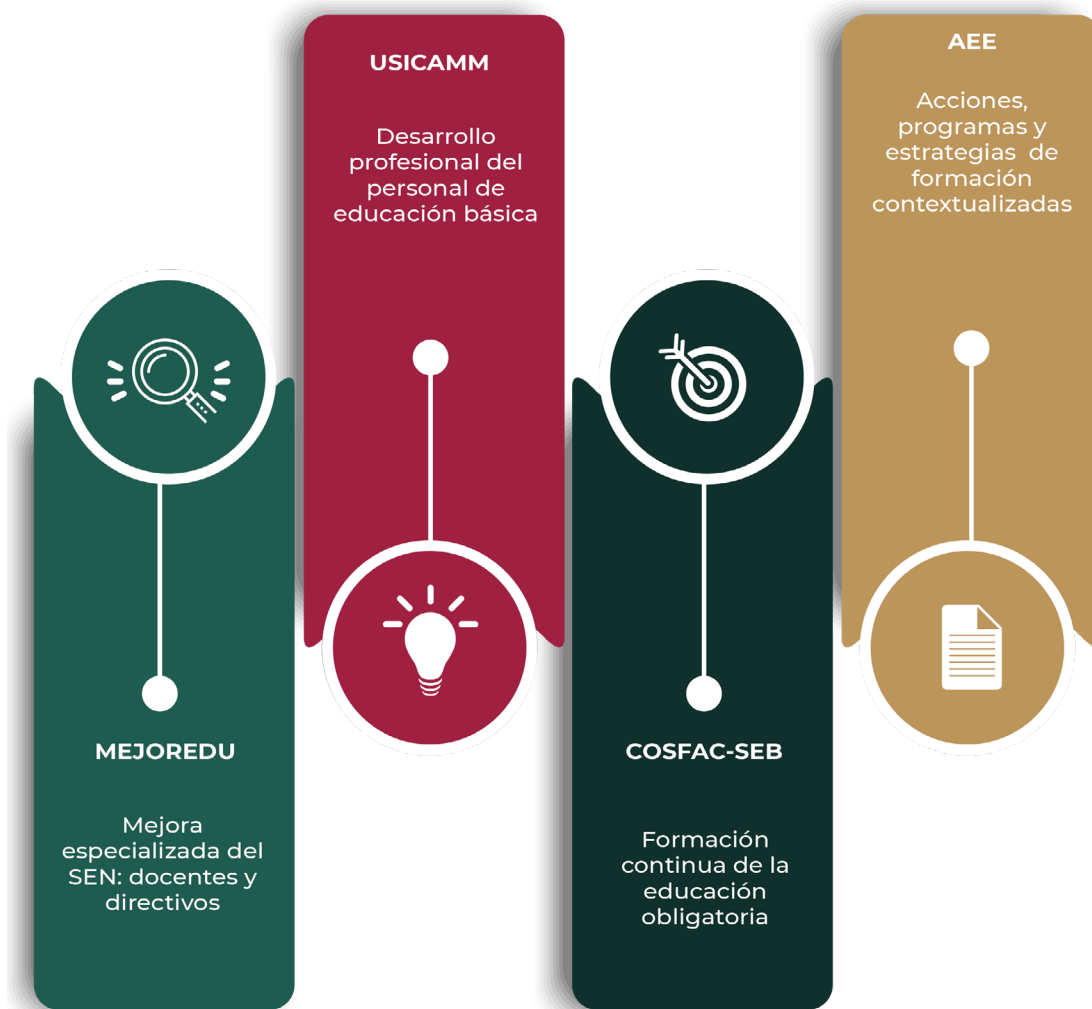 MEJOREDU
Mejora
especializada del
SEN: docentes y
directivos
USICAMM
Desarrollo
profesional del
personal de
educación básica
COSFAC-SEB
Formación
continua de la
educación
obligatoria
AEE
Acciones,
programas y
estrategias de
formación
contextualizadas